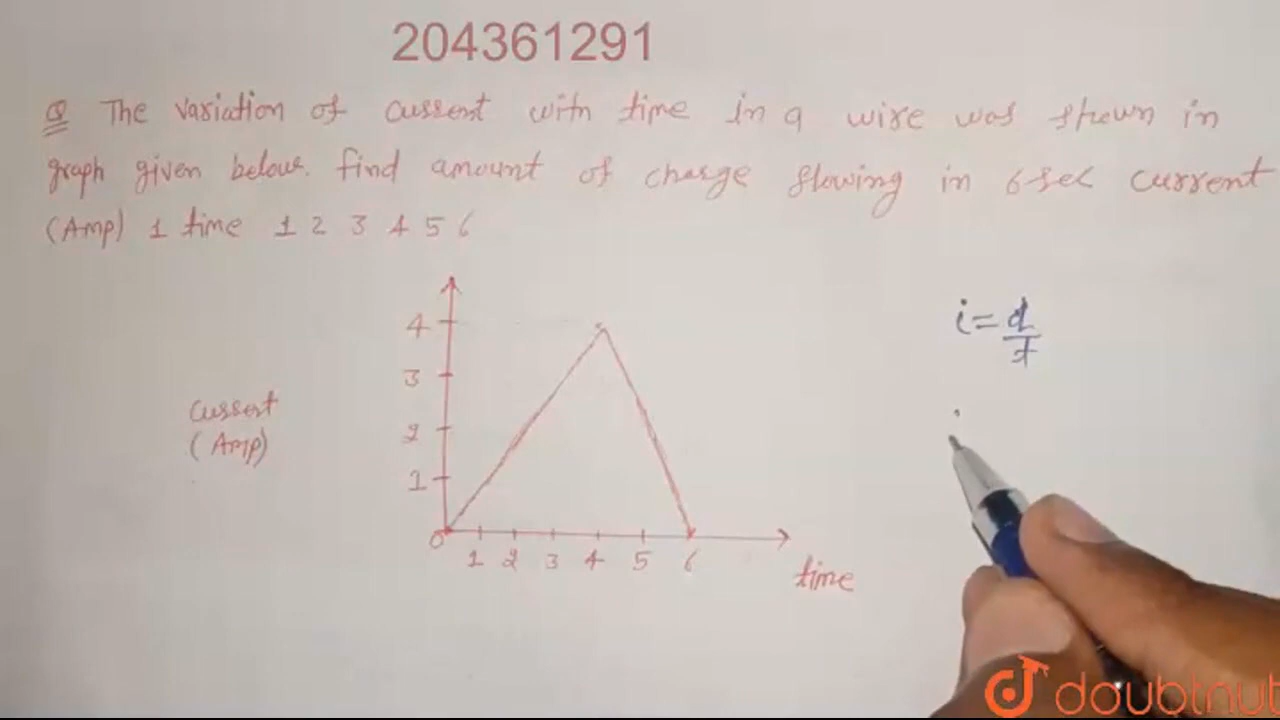 204361291
Q The variation of current with time in a wire was shown in
graph given below. find amount of charge flowing in 6 sec current
(Amp) 1 time 1 2 3 4 5 6
4
3
2
1
current
(Amp)
0
1 2 3 4 5 6
time
i = q
t
doubtnut